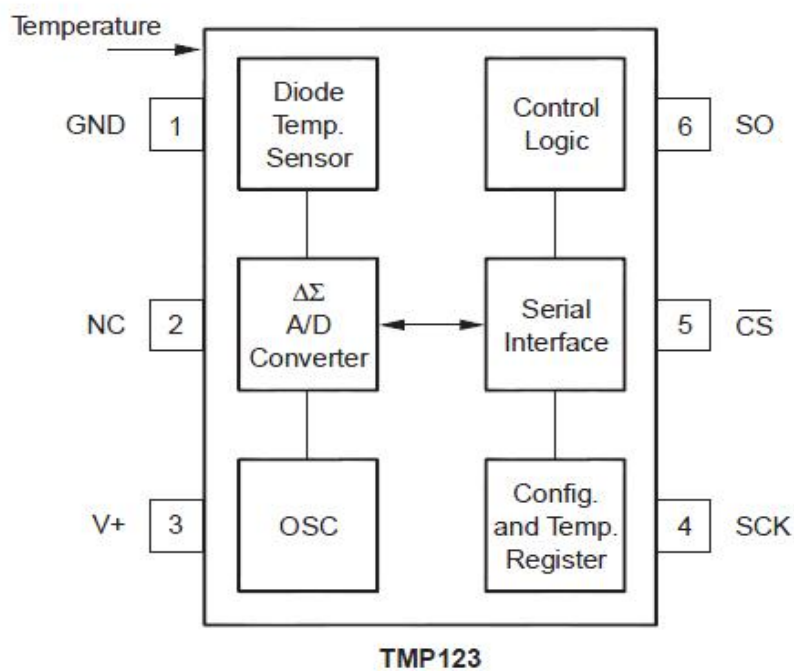 Temperature
GND
1
Diode
Temp.
Sensor
Control
Logic
6
SO
NC
2
ΔΣ
A/D
Converter
Serial
Interface
5
C̅S̅
V+
3
OSC
Config.
and Temp.
Register
4
SCK
TMP123